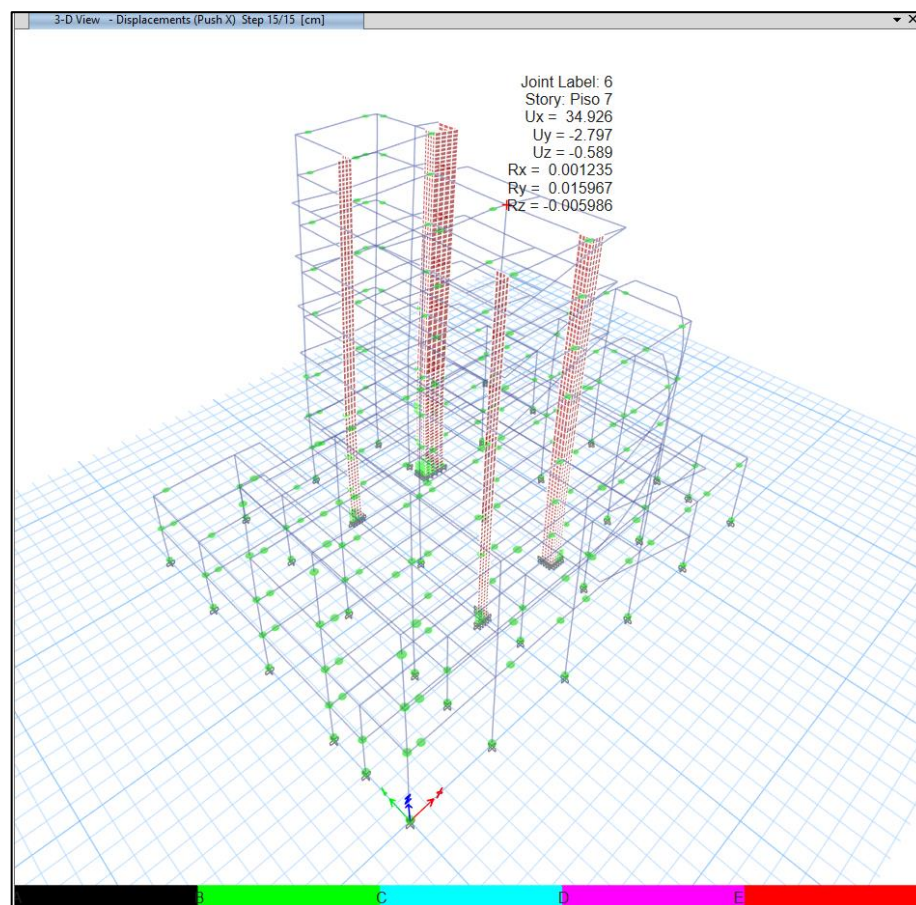 3-D View - Displacements (Push X) Step 15/15 [cm]
Joint Label: 6
Story: Piso 7
Ux = 34.926
Uy = -2.797
Uz = -0.589
Rx = 0.001235
Ry = 0.015967
Rz = -0.005986
A B C D E